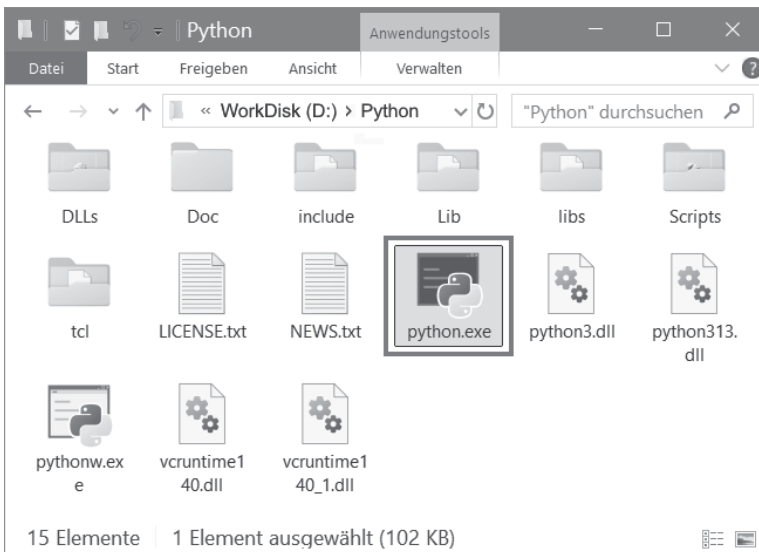 Python
Anwendungstools
Datei Start Freigeben Ansicht Verwalten
« WorkDisk (D:) › Python
"Python" durchsuchen
DLLs Doc include Lib libs Scripts
tcl LICENSE.txt NEWS.txt python.exe python3.dll python313.
dll
pythonw.ex vcruntime1 vcruntime1
e 40.dll 40_1.dll
15 Elemente 1 Element ausgewählt (102 KB)